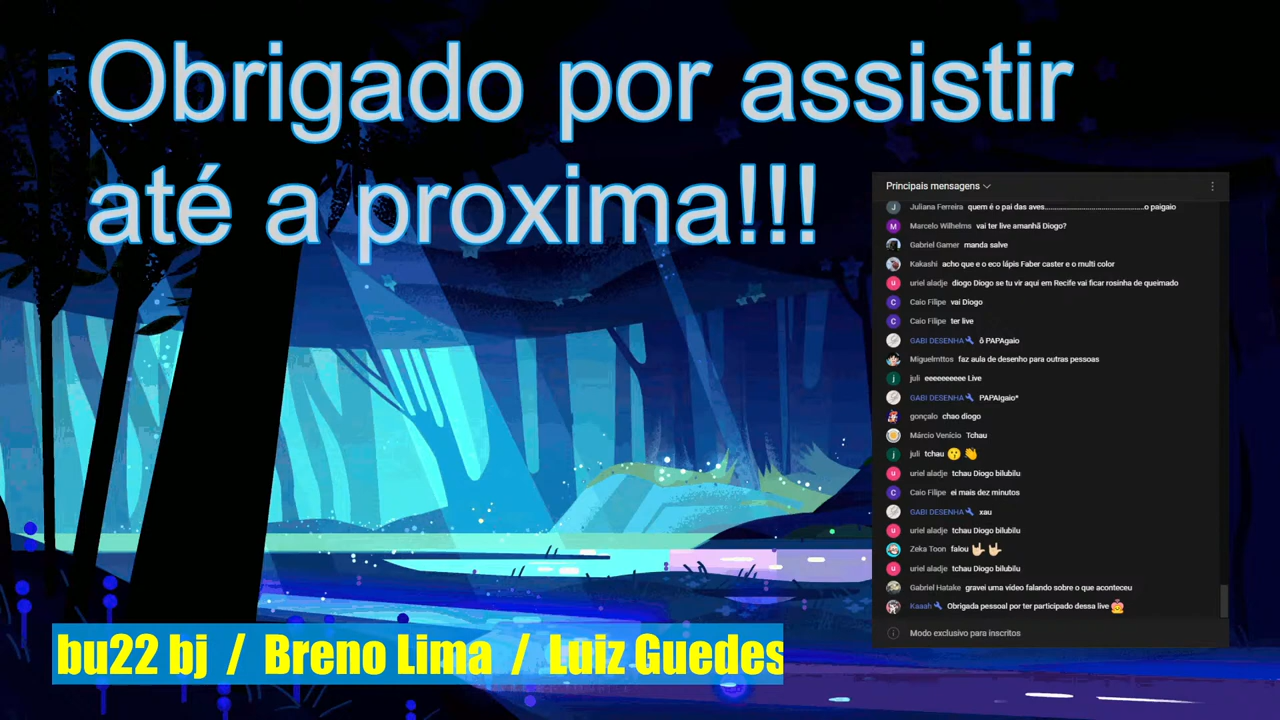 Obrigado por assistir
até a proxima!!!
Principais mensagens
J Juliana Ferreira quem é o pai das aves.................................................o paigaio
M Marcelo Wilhelms vai ter live amanhã Diogo?
Gabriel Gamer manda salve
Kakashi acho que e o eco lápis Faber caster e o multi color
u uriel aladje diogo Diogo se tu vir aqui em Recife vai ficar rosinha de queimado
C Caio Filipe vai Diogo
C Caio Filipe ter live
GABI DESENHA ô PAPAgaio
Miguelmttos faz aula de desenho para outras pessoas
j juli eeeeeeeeee Live
GABI DESENHA PAPAIgaio*
gonçalo chao diogo
Márcio Venício Tchau
j juli tchau 😗 👏
u uriel aladje tchau Diogo bilubilu
C Caio Filipe ei mais dez minutos
GABI DESENHA xau
u uriel aladje tchau Diogo bilubilu
Zeka Toon falou 🤟🏻 🤟🏻
u uriel aladje tchau Diogo bilubilu
Gabriel Hatake gravei uma vídeo falando sobre o que aconteceu
Kaaah Obrigada pessoal por ter participado dessa live
Modo exclusivo para inscritos
bu22 bj / Breno Lima / Luiz Guedes